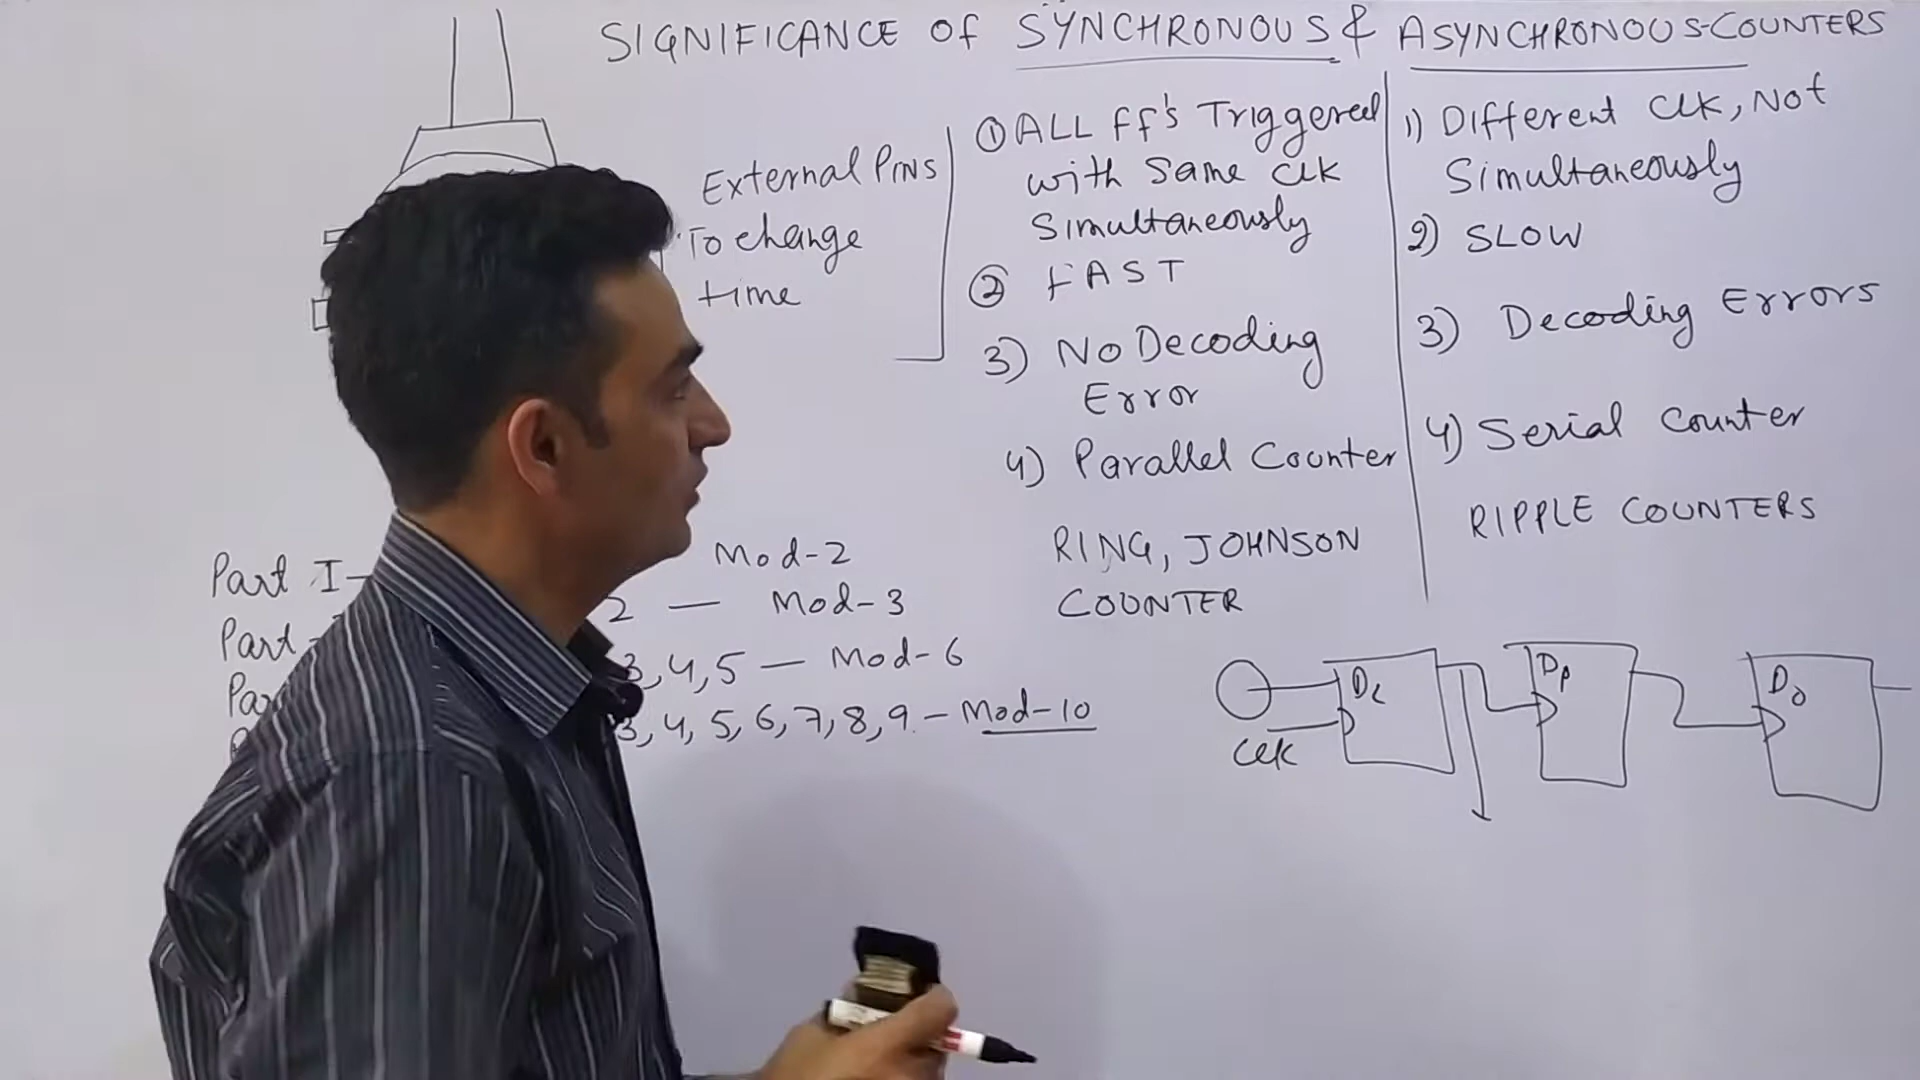 SIGNIFICANCE OF SYNCHRONOUS & ASYNCHRONOUS-COUNTERS
External PINS
To change
time
① ALL FF's Triggered
with Same CLK
Simultaneously
② FAST
3) No Decoding
Error
4) Parallel Counter
RING, JOHNSON
COUNTER
1) Different CLK, Not
Simultaneously
2) SLOW
3) Decoding Errors
4) Serial Counter
RIPPLE COUNTERS
Part I- Mod-2
Part 2 — Mod-3
3,4,5 — Mod-6
3, 4, 5, 6, 7, 8, 9 - Mod-10
CLK
D
D
D